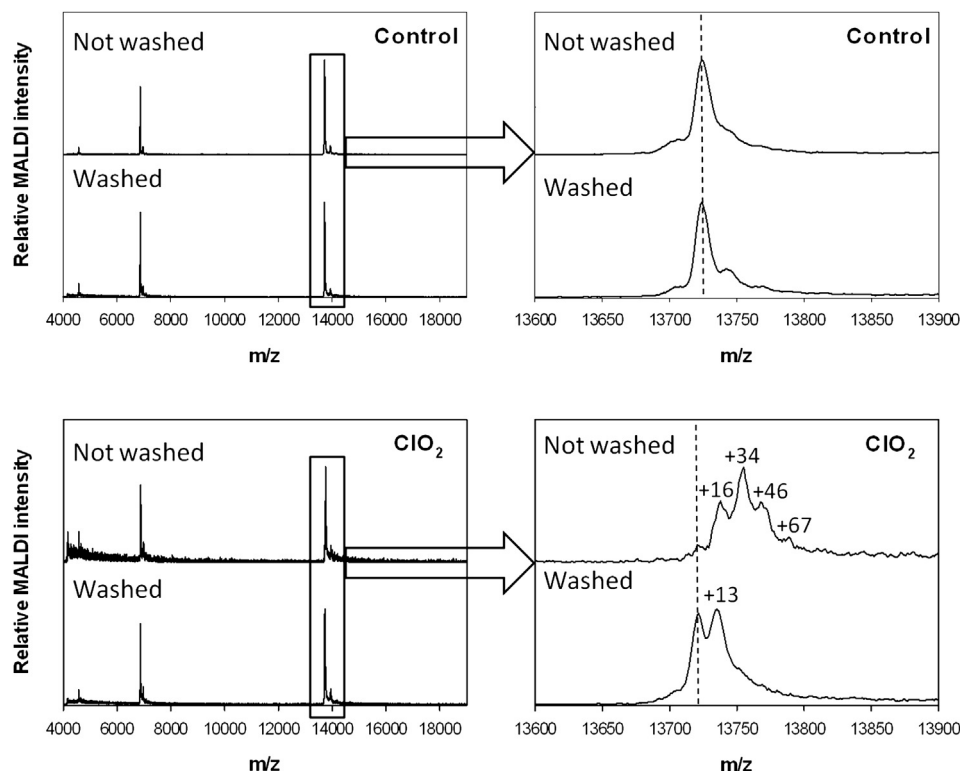 Relative MALDI intensity
Not washed
Control
Washed
4000 6000 8000 10000 12000 14000 16000 18000
m/z
Not washed
Control
Washed
13600 13650 13700 13750 13800 13850 13900
m/z
Relative MALDI intensity
Not washed
ClO₂
Washed
4000 6000 8000 10000 12000 14000 16000 18000
m/z
Not washed
ClO₂
+34
+16
+46
+67
Washed
+13
13600 13650 13700 13750 13800 13850 13900
m/z